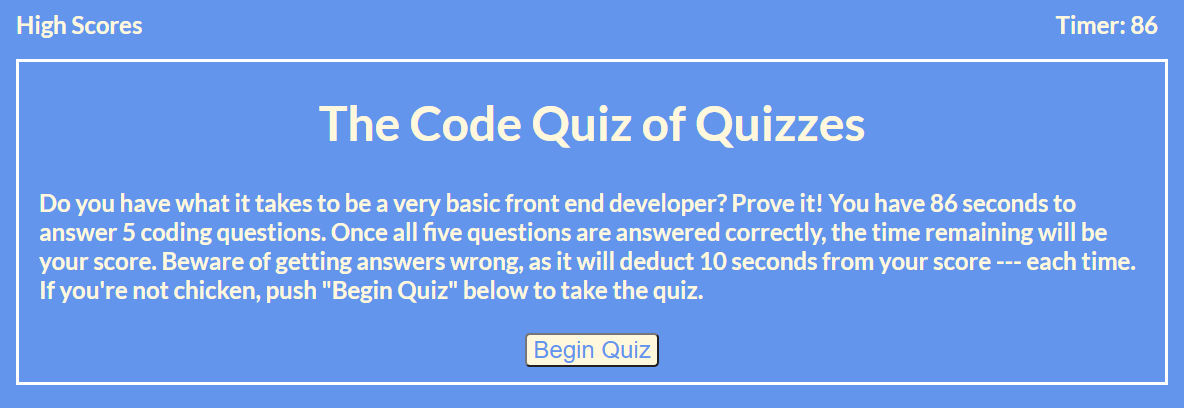 High Scores
Timer: 86
The Code Quiz of Quizzes
Do you have what it takes to be a very basic front end developer? Prove it! You have 86 seconds to
answer 5 coding questions. Once all five questions are answered correctly, the time remaining will be
your score. Beware of getting answers wrong, as it will deduct 10 seconds from your score --- each time.
If you're not chicken, push "Begin Quiz" below to take the quiz.
Begin Quiz